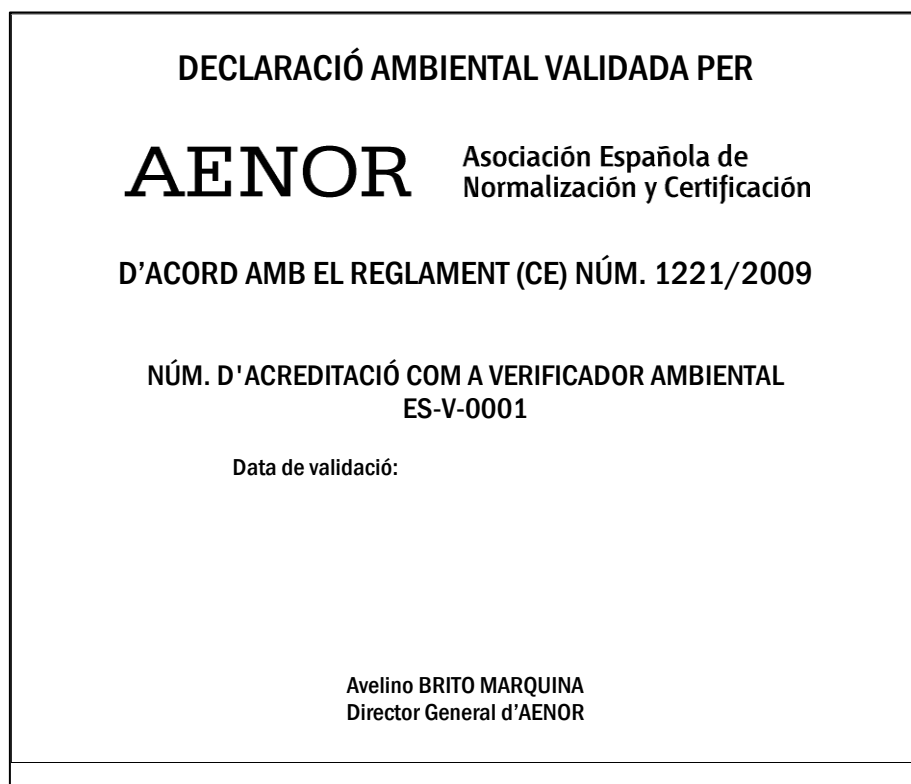 DECLARACIÓ AMBIENTAL VALIDADA PER
AENOR
Asociación Española de
Normalización y Certificación
D’ACORD AMB EL REGLAMENT (CE) NÚM. 1221/2009
NÚM. D'ACREDITACIÓ COM A VERIFICADOR AMBIENTAL
ES-V-0001
Data de validació:
Avelino BRITO MARQUINA
Director General d’AENOR